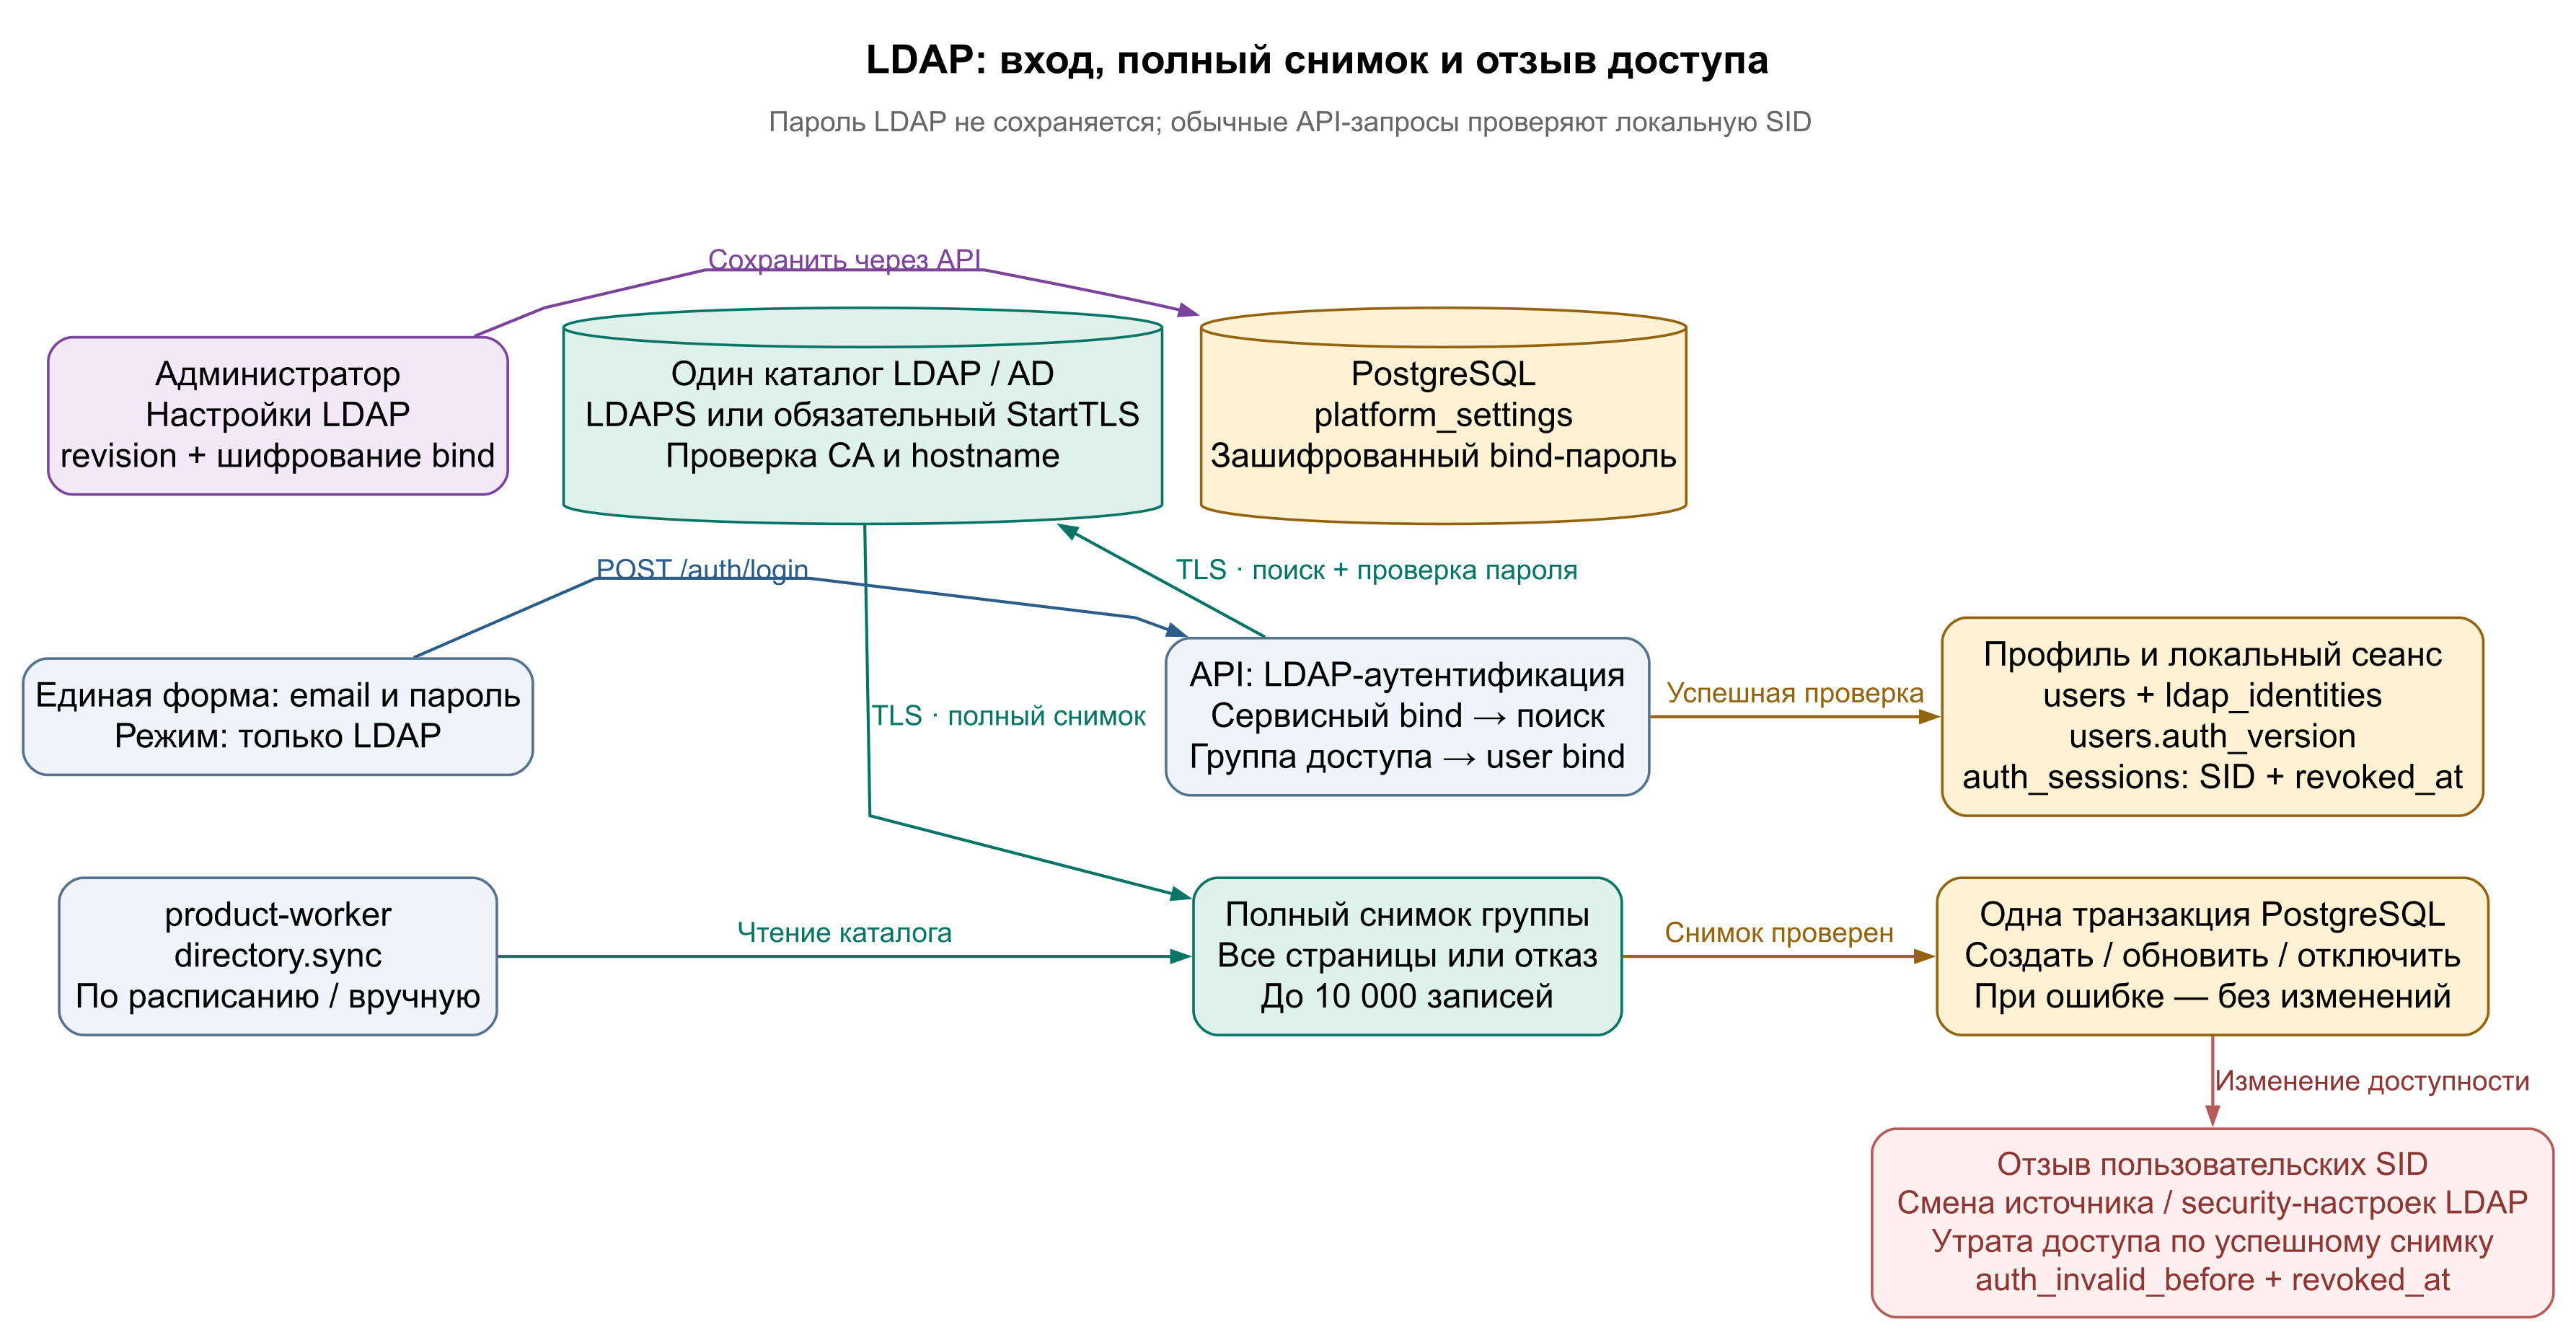 LDAP: вход, полный снимок и отзыв доступа
Пароль LDAP не сохраняется; обычные API-запросы проверяют локальную SID
Сохранить через API
Администратор
Настройки LDAP
revision + шифрование bind
Один каталог LDAP / AD
LDAPS или обязательный StartTLS
Проверка CA и hostname
PostgreSQL
platform_settings
Зашифрованный bind-пароль
POST /auth/login
TLS · поиск + проверка пароля
Единая форма: email и пароль
Режим: только LDAP
TLS · полный снимок
API: LDAP-аутентификация
Сервисный bind → поиск
Группа доступа → user bind
Успешная проверка
Профиль и локальный сеанс
users + ldap_identities
users.auth_version
auth_sessions: SID + revoked_at
product-worker
directory.sync
По расписанию / вручную
Чтение каталога
Полный снимок группы
Все страницы или отказ
До 10 000 записей
Снимок проверен
Одна транзакция PostgreSQL
Создать / обновить / отключить
При ошибке — без изменений
Изменение доступности
Отзыв пользовательских SID
Смена источника / security-настроек LDAP
Утрата доступа по успешному снимку
auth_invalid_before + revoked_at